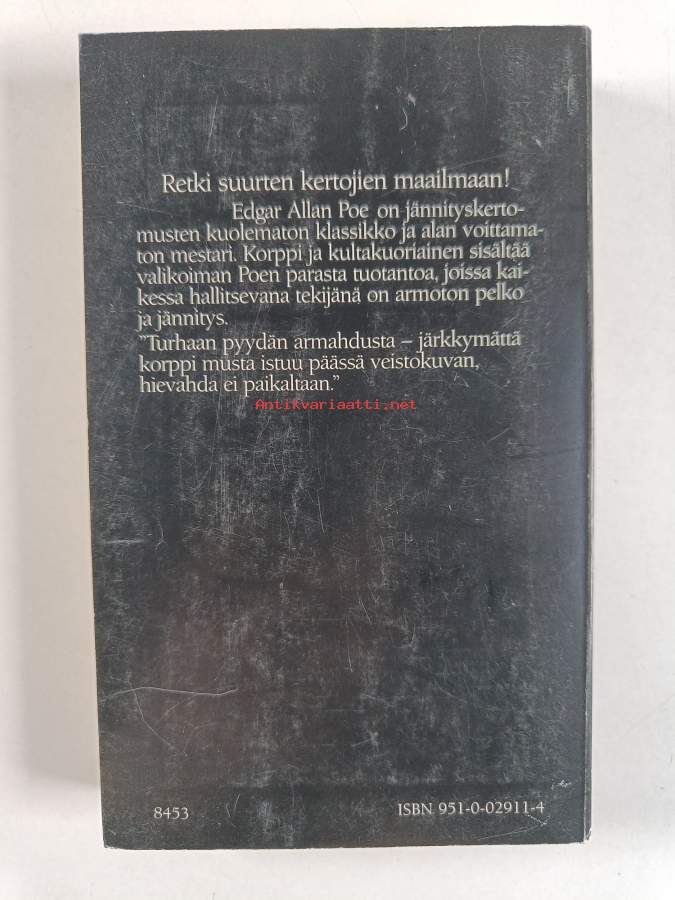 Retki suurten kertojien maailmaan!
Edgar Allan Poe on jännityskerto-
musten kuolematon klassikko ja alan voittama-
ton mestari. Korppi ja kultakuoriainen sisältää
valikoiman Poen parasta tuotantoa, joissa kai-
kessa hallitsevana tekijänä on armoton pelko
ja jännitys.
"Turhaan pyydän armahdusta – järkkymättä
korppi musta istuu päässä veistokuvan,
hievahda ei paikaltaan."
Antikvariaatti.net
8453
ISBN 951-0-02911-4